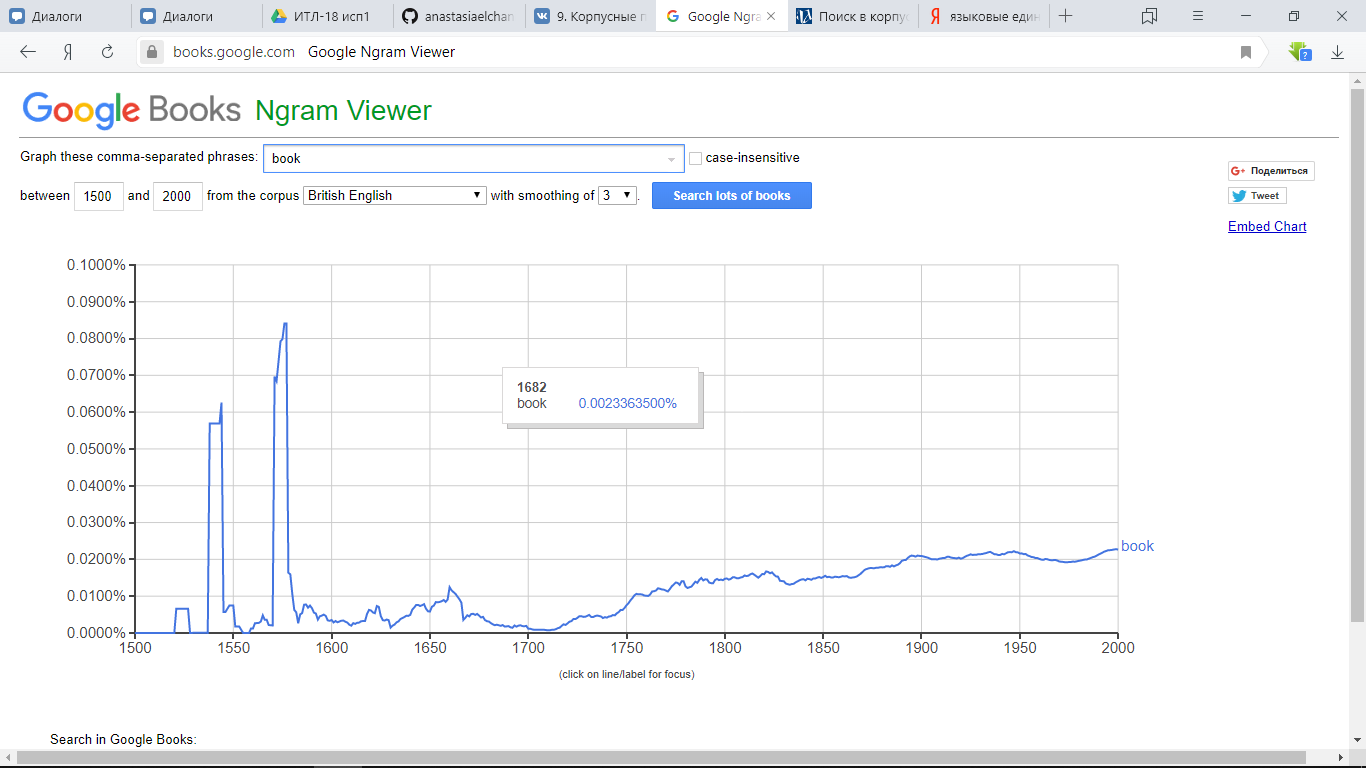 Диалоги
Диалоги
ИТЛ-18 исп1
anastasiaelchan
9. Корпусные п
Google Ngra
Поиск в корпус
языковые един
books.google.com Google Ngram Viewer
Google Books Ngram Viewer
Graph these comma-separated phrases: book case-insensitive
between 1500 and 2000 from the corpus British English with smoothing of 3 . Search lots of books
G+ Поделиться
Tweet
Embed Chart
0.1000%
0.0900%
0.0800%
0.0700%
0.0600%
0.0500%
0.0400%
0.0300%
0.0200%
0.0100%
0.0000%
1682
book 0.0023363500%
book
1500 1550 1600 1650 1700 1750 1800 1850 1900 1950 2000
(click on line/label for focus)
Search in Google Books: